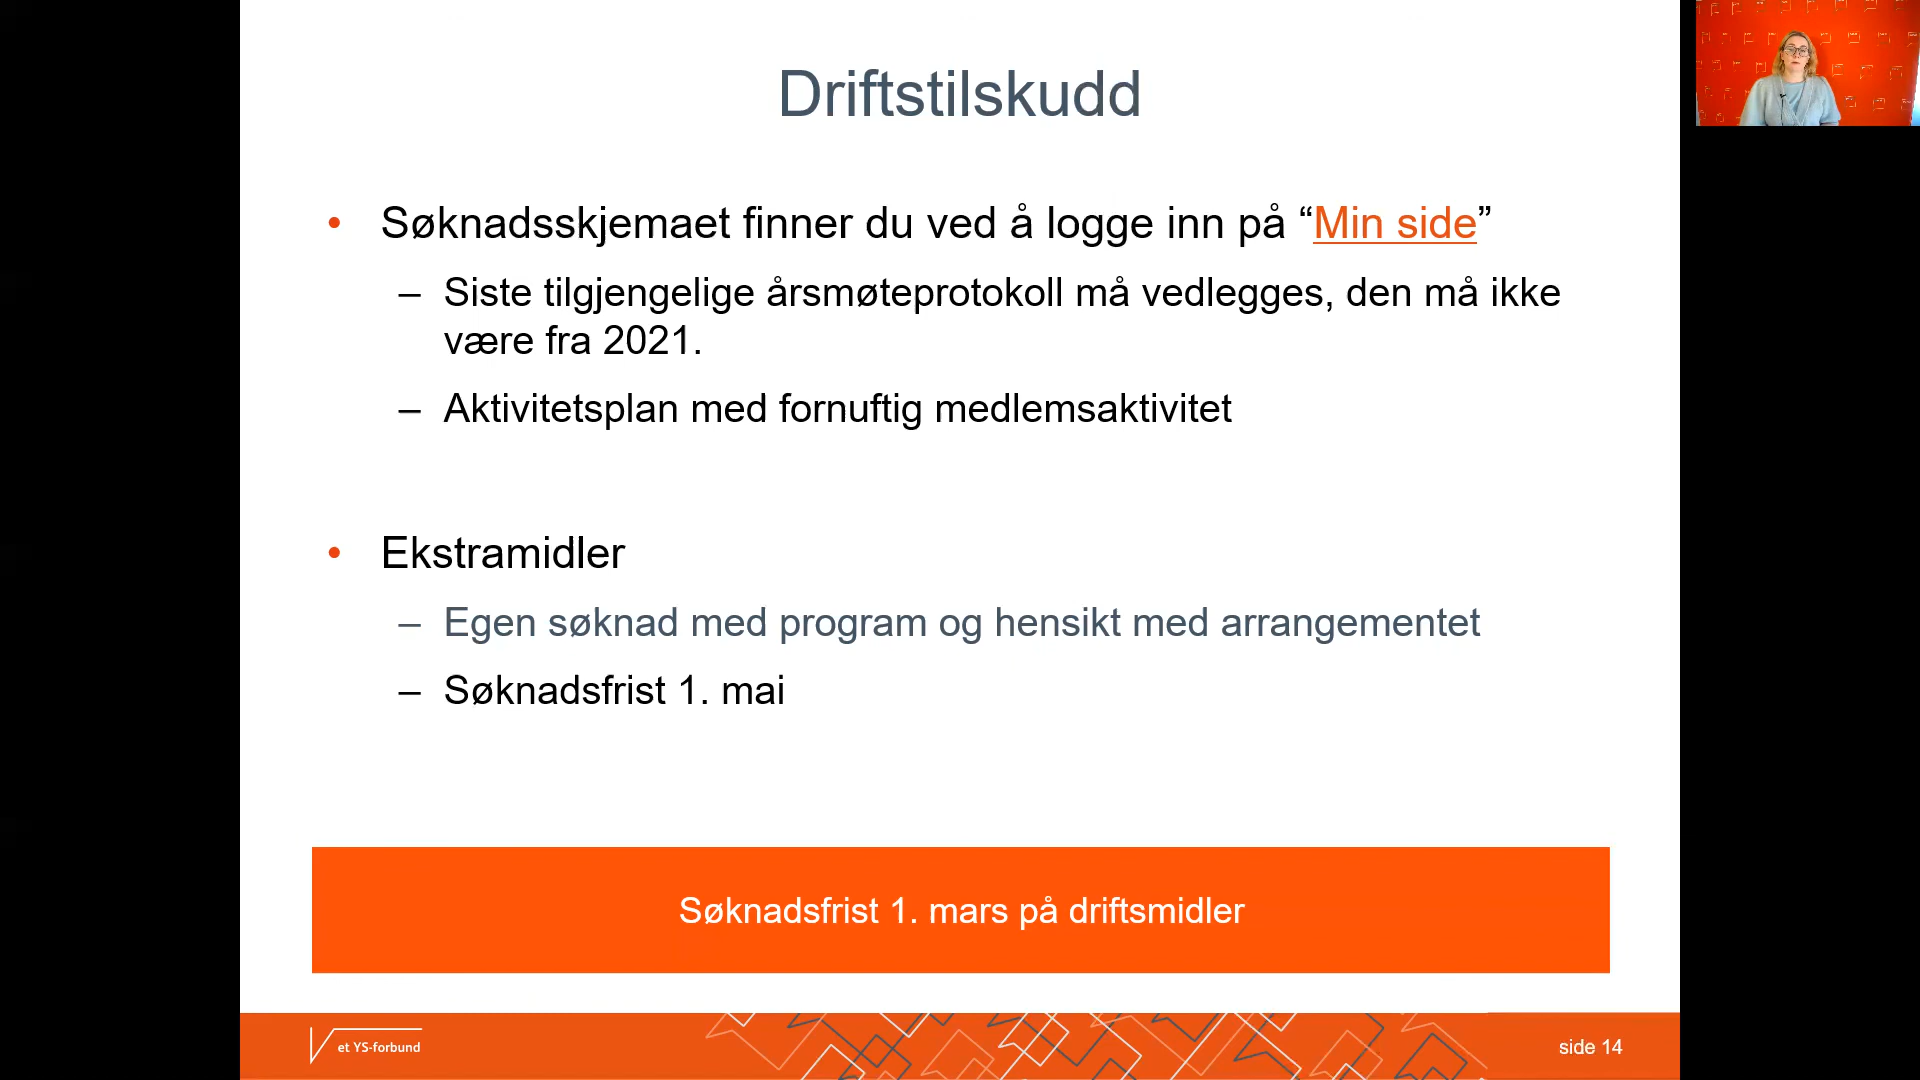 Driftstilskudd
• Søknadsskjemaet finner du ved å logge inn på “Min side”
– Siste tilgjengelige årsmøteprotokoll må vedlegges, den må ikke
være fra 2021.
– Aktivitetsplan med fornuftig medlemsaktivitet
• Ekstramidler
– Egen søknad med program og hensikt med arrangementet
– Søknadsfrist 1. mai
Søknadsfrist 1. mars på driftsmidler
et YS-forbund
side 14